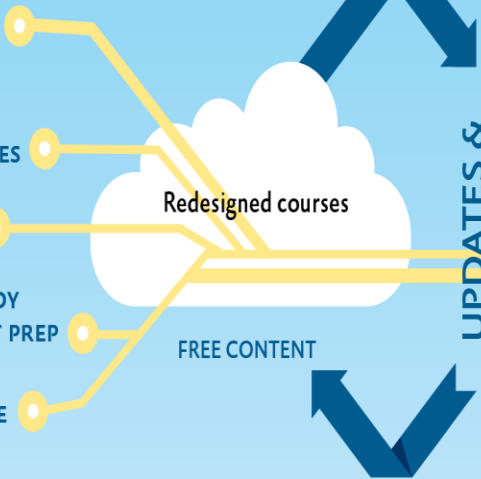 ES
Redesigned courses
DY
T PREP
FREE CONTENT
E
UPDATES &